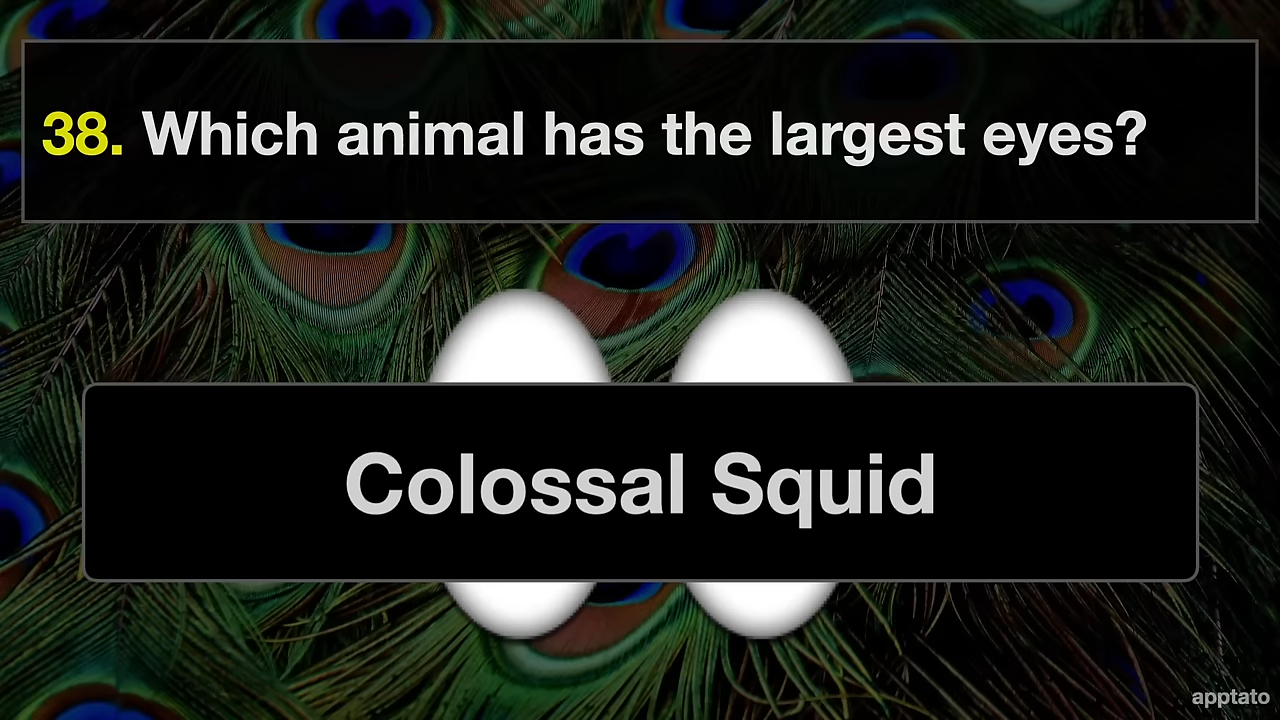 38. Which animal has the largest eyes?
Colossal Squid
apptato